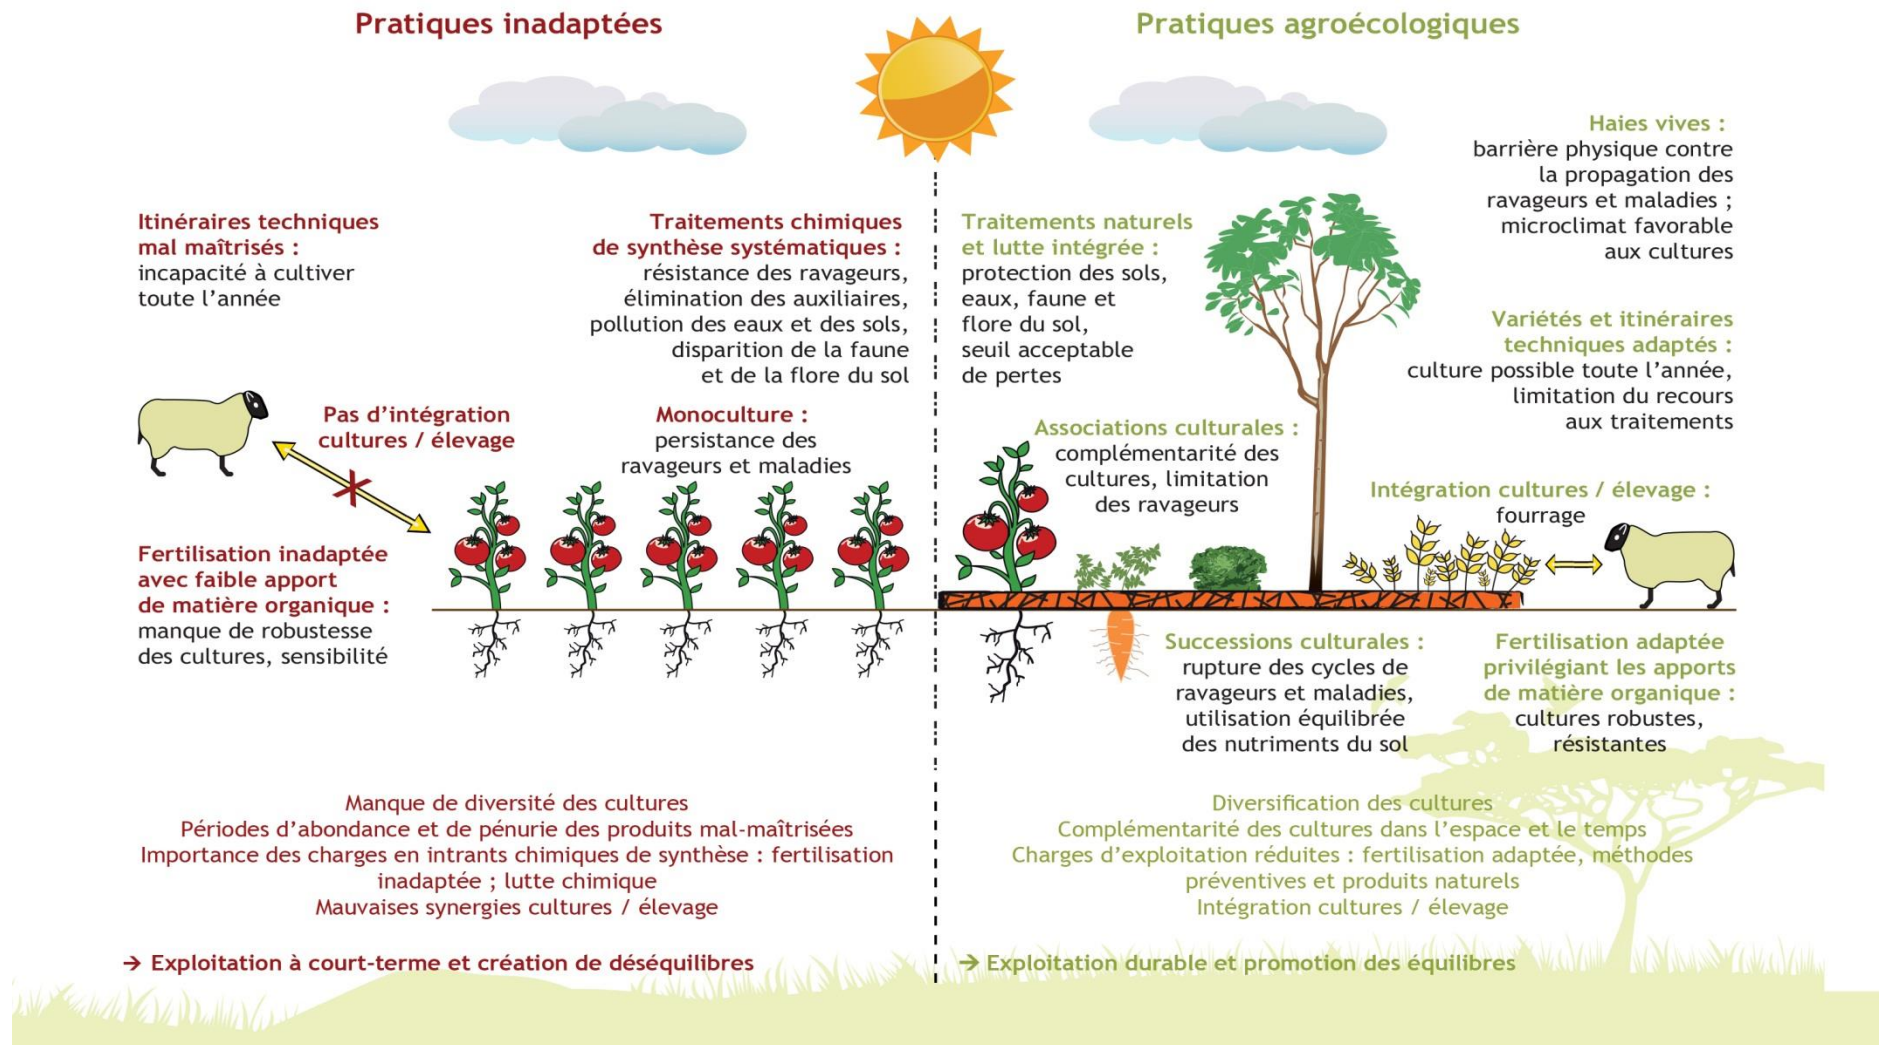 Pratiques inadaptées
Itinéraires techniques
mal maîtrisés :
incapacité à cultiver
toute l’année
Traitements chimiques
de synthèse systématiques :
résistance des ravageurs,
élimination des auxiliaires,
pollution des eaux et des sols,
disparition de la faune
et de la flore du sol
Pas d’intégration
cultures / élevage
Monoculture :
persistance des
ravageurs et maladies
Fertilisation inadaptée
avec faible apport
de matière organique :
manque de robustesse
des cultures, sensibilité
Manque de diversité des cultures
Périodes d’abondance et de pénurie des produits mal-maîtrisées
Importance des charges en intrants chimiques de synthèse : fertilisation
inadaptée ; lutte chimique
Mauvaises synergies cultures / élevage
→ Exploitation à court-terme et création de déséquilibres
Pratiques agroécologiques
Haies vives :
barrière physique contre
la propagation des
ravageurs et maladies ;
microclimat favorable
aux cultures
Traitements naturels
et lutte intégrée :
protection des sols,
eaux, faune et
flore du sol,
seuil acceptable
de pertes
Variétés et itinéraires
techniques adaptés :
culture possible toute l’année,
limitation du recours
aux traitements
Associations culturales :
complémentarité des
cultures, limitation
des ravageurs
Intégration cultures / élevage :
fourrage
Successions culturales :
rupture des cycles de
ravageurs et maladies,
utilisation équilibrée
des nutriments du sol
Fertilisation adaptée
privilégiant les apports
de matière organique :
cultures robustes,
résistantes
Diversification des cultures
Complémentarité des cultures dans l’espace et le temps
Charges d’exploitation réduites : fertilisation adaptée, méthodes
préventives et produits naturels
Intégration cultures / élevage
→ Exploitation durable et promotion des équilibres